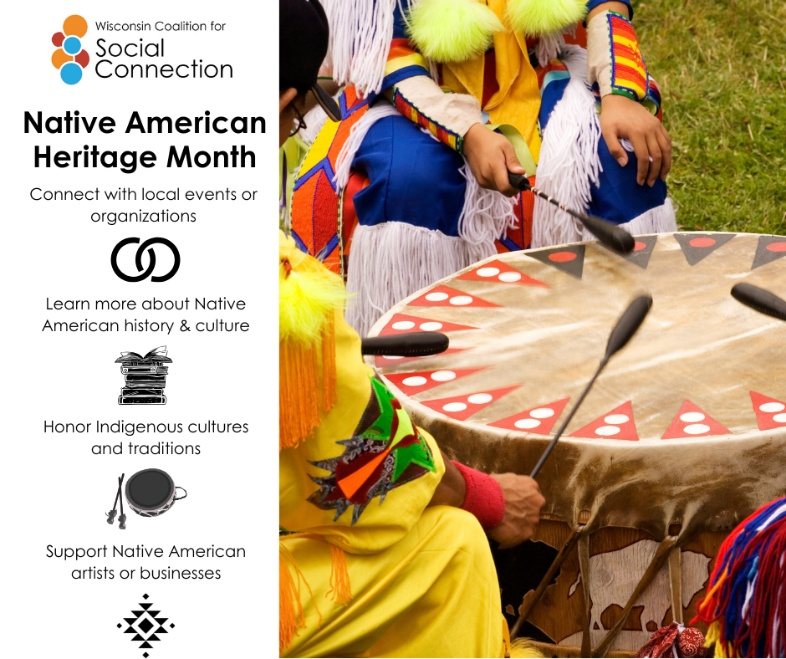 Wisconsin Coalition for
Social
Connection
Native American
Heritage Month
Connect with local events or
organizations
Learn more about Native
American history & culture
Honor Indigenous cultures
and traditions
Support Native American
artists or businesses